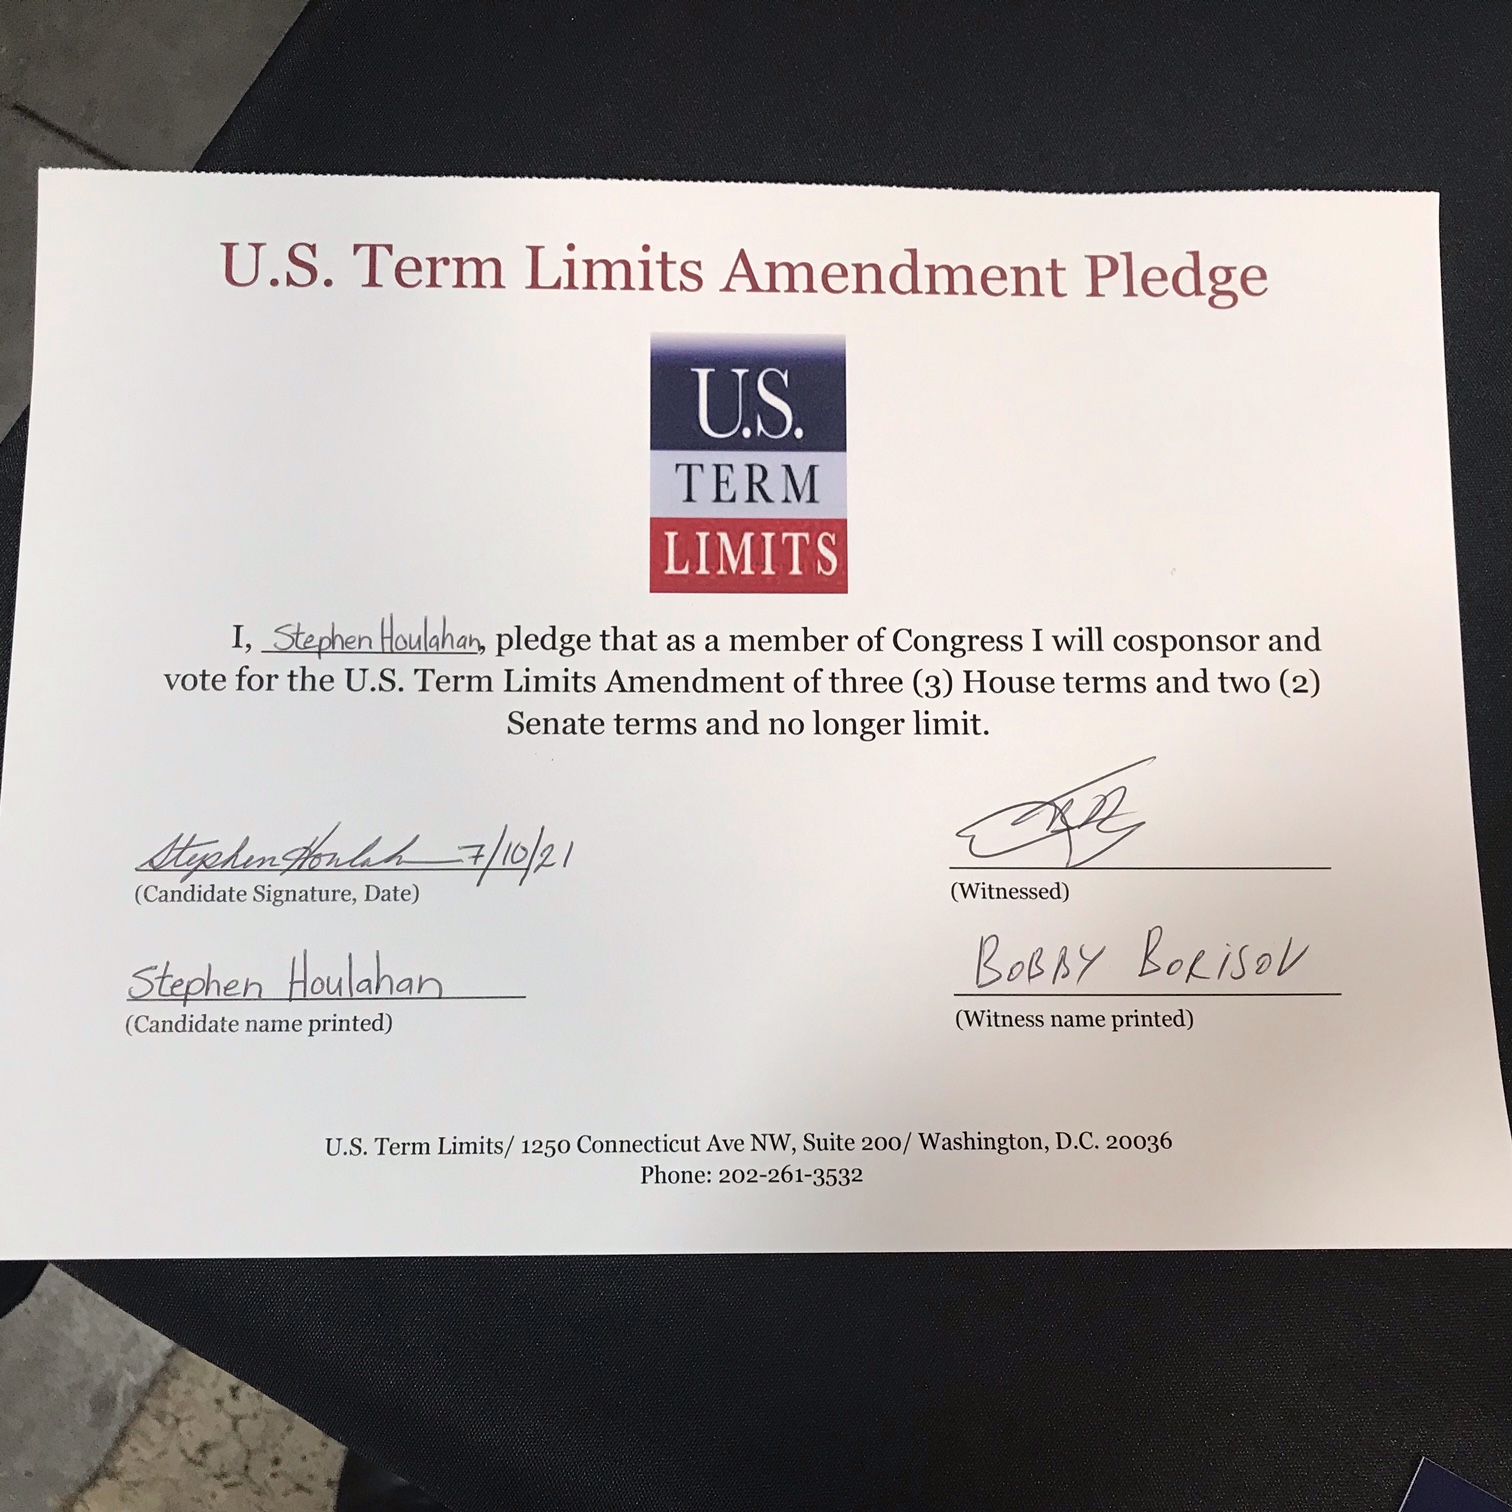 U.S. Term Limits Amendment Pledge
U.S.
TERM
LIMITS
I, Stephen Houlahan, pledge that as a member of Congress I will cosponsor and
vote for the U.S. Term Limits Amendment of three (3) House terms and two (2)
Senate terms and no longer limit.
Stephen Houlahan 7/10/21
(Candidate Signature, Date)
(Witnessed)
Stephen Houlahan
BOBBY BORISOV
(Candidate name printed)
(Witness name printed)
U.S. Term Limits/ 1250 Connecticut Ave NW, Suite 200/ Washington, D.C. 20036
Phone: 202-261-3532